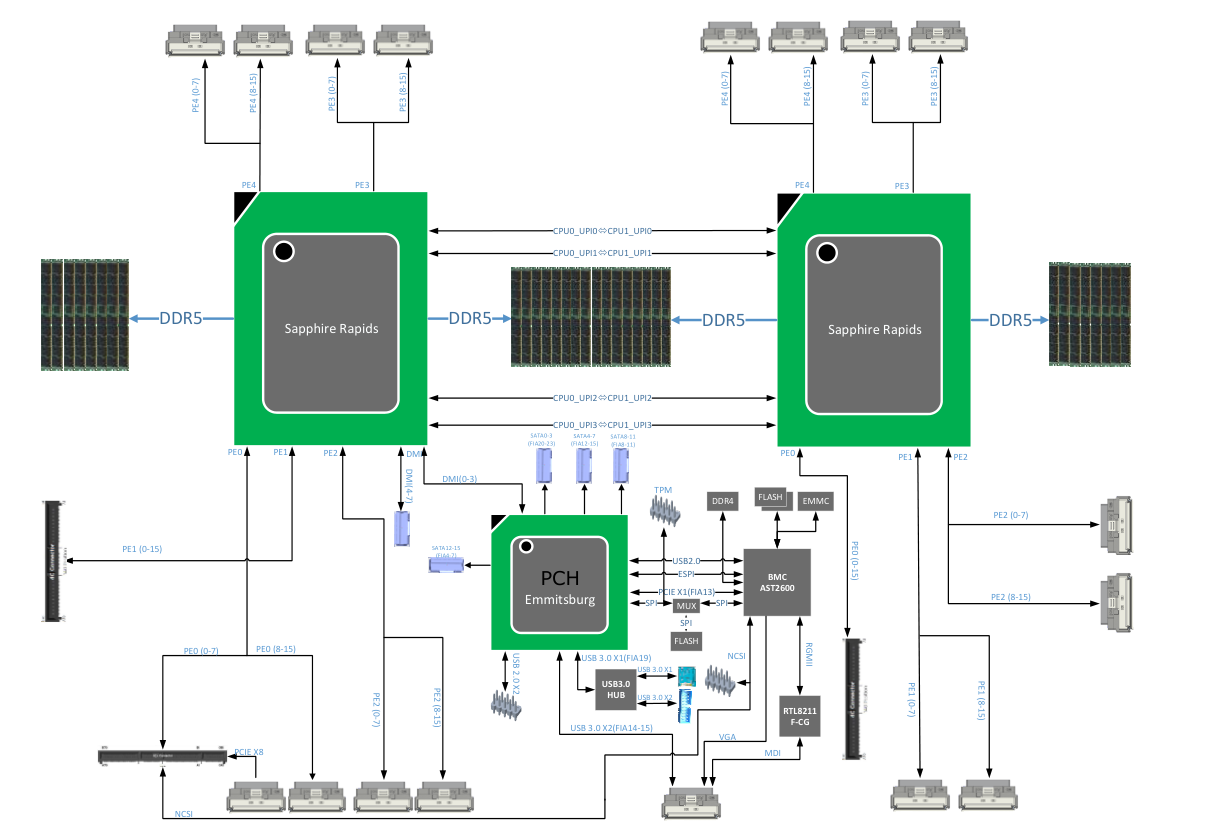 PE4 (0-7)
PE4 (8-15)
PE3 (0-7)
PE3 (8-15)
PE4 (0-7)
PE4 (8-15)
PE3 (0-7)
PE3 (8-15)
PE4
PE3
PE4
PE3
CPU0_UPI0⇔CPU1_UPI0
CPU0_UPI1⇔CPU1_UPI1
DDR5
Sapphire Rapids
DDR5
DDR5
Sapphire Rapids
DDR5
CPU0_UPI2⇔CPU1_UPI2
CPU0_UPI3⇔CPU1_UPI3
SATA0-3
(FIA20-23)
SATA4-7
(FIA12-15)
SATA8-11
(FIA8-11)
PE0
PE1
PE2
DMI
PE0
PE1
PE2
DMI(4-7)
DMI(0-3)
TPM
DDR4
FLASH
EMMC
PE2 (0-7)
PE1 (0-15)
SATA12-15
(FIA4-7)
PCH
Emmitsburg
USB2.0
ESPI
PCIE X1(FIA13)
SPI
MUX
SPI
SPI
FLASH
BMC
AST2600
PE0 (0-15)
PE2 (8-15)
4C Connector
PE0 (0-7)
PE0 (8-15)
USB 2.0 X2
USB 3.0 X1(FIA19)
USB3.0
HUB
USB 3.0 X1
USB 3.0 X2
NCSI
RGMII
RTL8211
F-CG
4C Connector
PE2 (0-7)
PE2 (8-15)
PE1 (0-7)
PE1 (8-15)
USB 3.0 X2(FIA14-15)
VGA
MDI
PCIE X8
NCSI